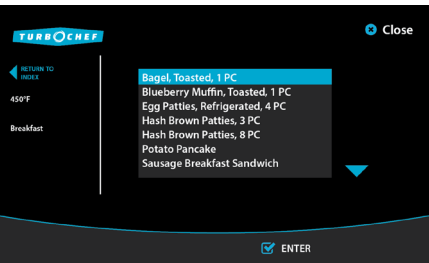 TURBOCHEF
Close
RETURN TO
INDEX
450°F
Breakfast
Bagel, Toasted, 1 PC
Blueberry Muffin, Toasted, 1 PC
Egg Patties, Refrigerated, 4 PC
Hash Brown Patties, 3 PC
Hash Brown Patties, 8 PC
Potato Pancake
Sausage Breakfast Sandwich
ENTER